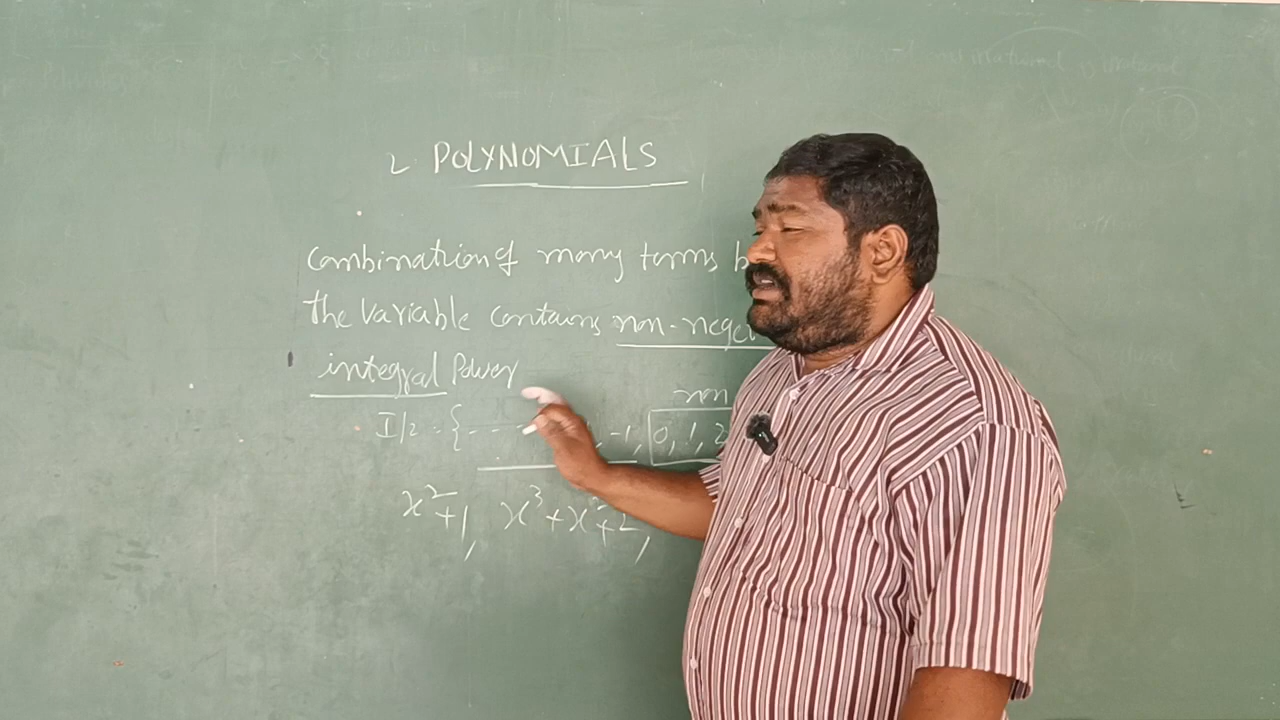 2 POLYNOMIALS
Combination of many terms b
the Variable contains non-nega
integral Power
non
I/Z = { - - - , -1, 0, 1, 2
x²+1, x³+x²+2,